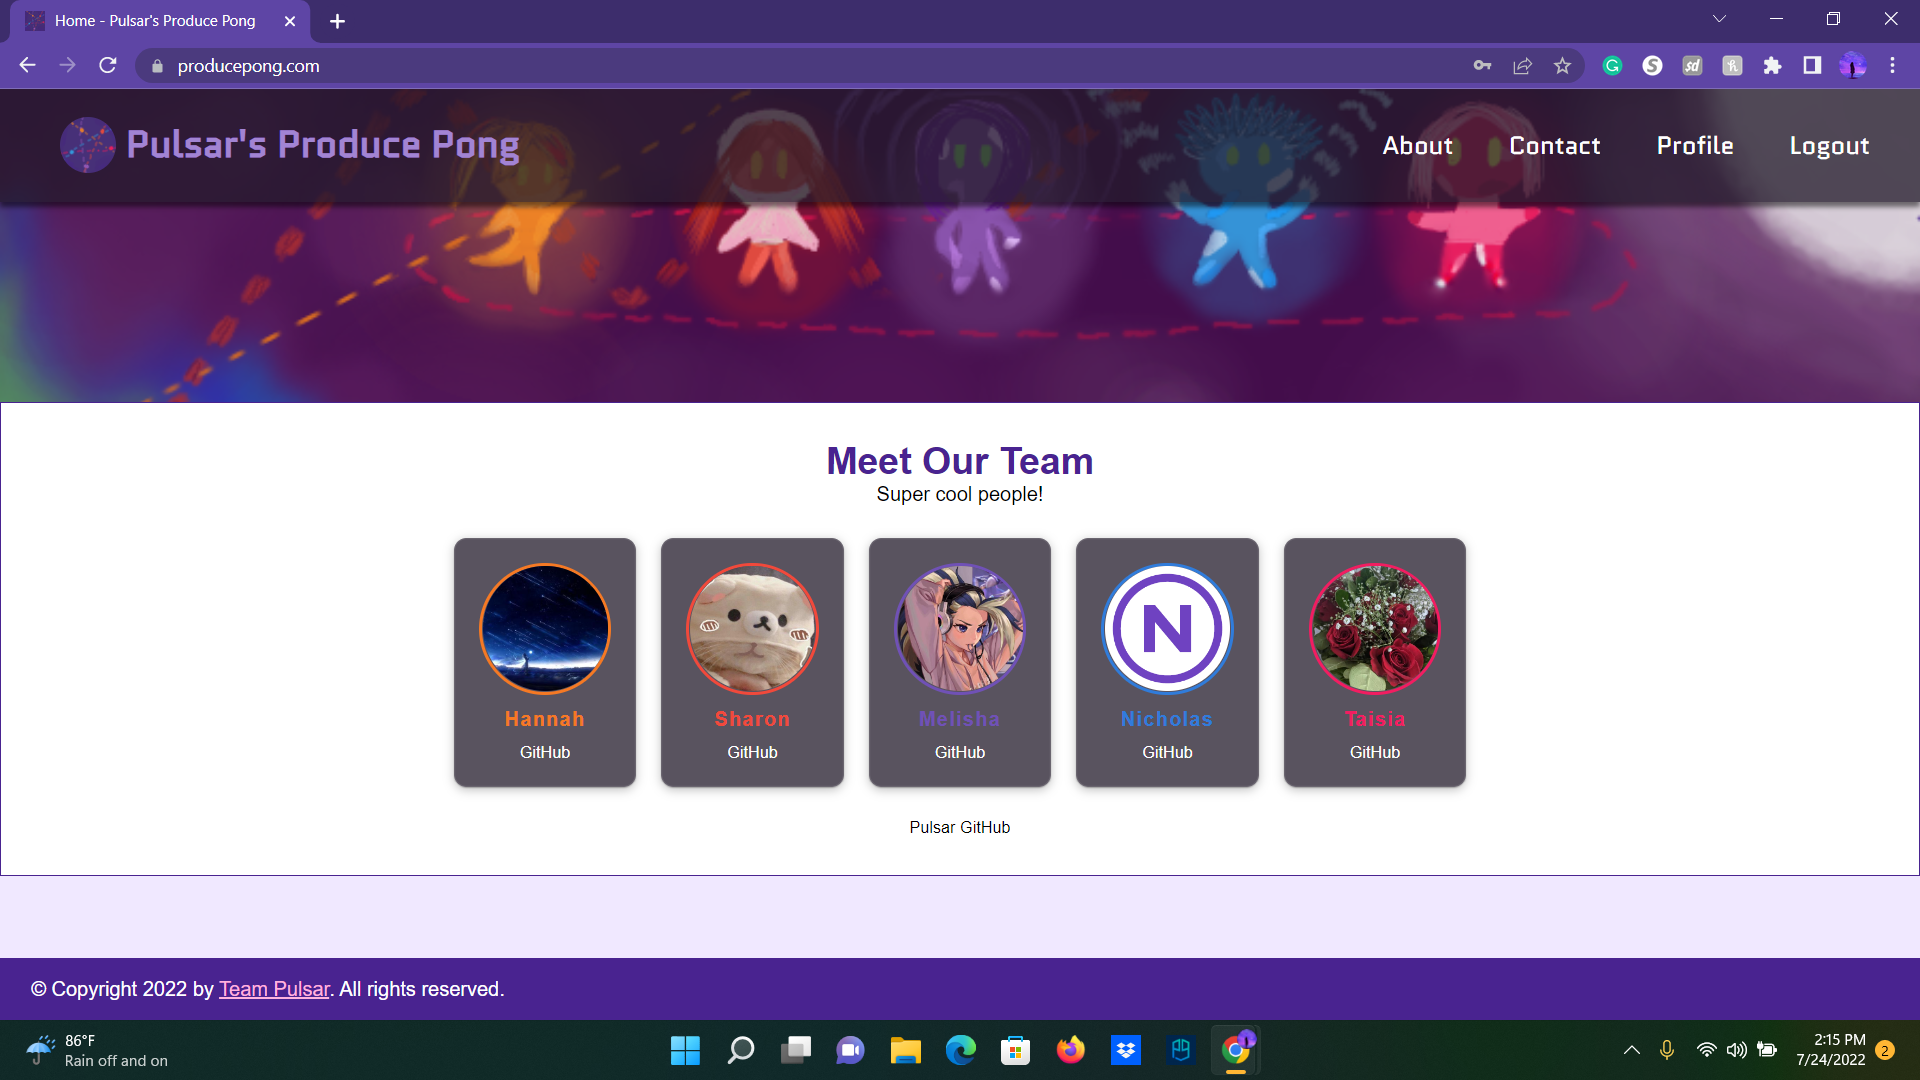 Home - Pulsar's Produce Pong
producepong.com
Pulsar's Produce Pong
About Contact Profile Logout
Meet Our Team
Super cool people!
Hannah Sharon Melisha Nicholas Taisia
GitHub GitHub GitHub GitHub GitHub
Pulsar GitHub
© Copyright 2022 by Team Pulsar. All rights reserved.
86°F
Rain off and on
2:15 PM
7/24/2022
2
N